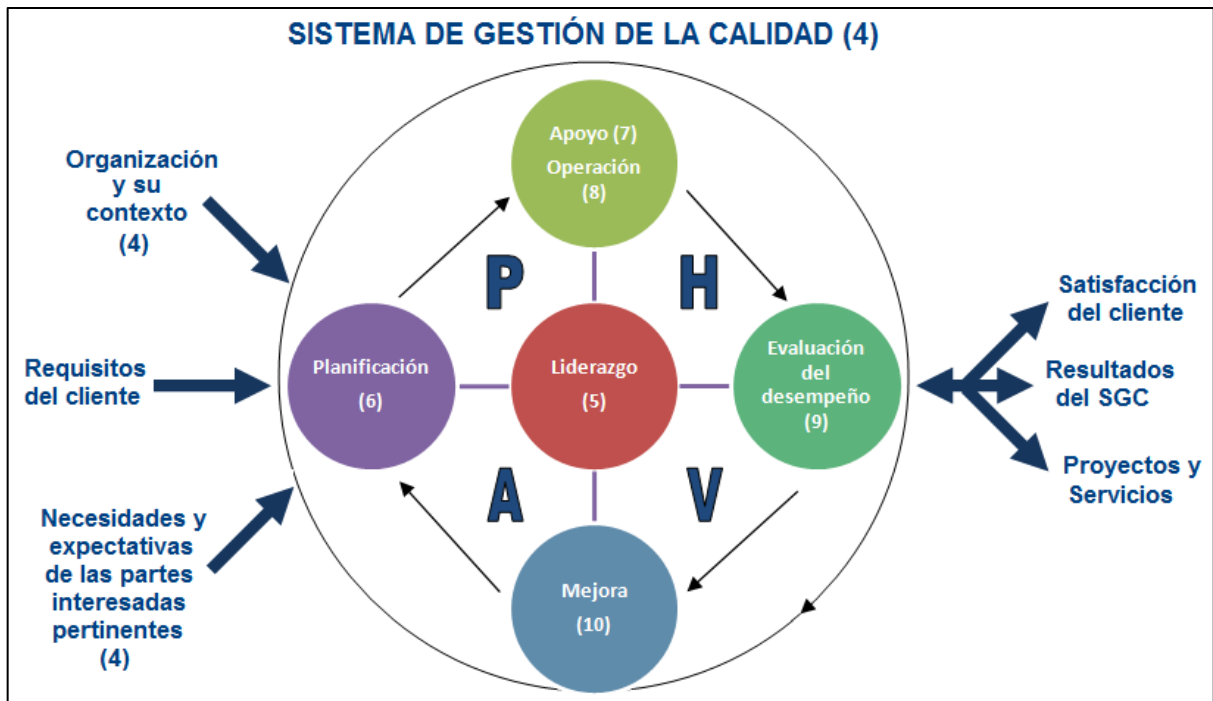 SISTEMA DE GESTIÓN DE LA CALIDAD (4)
Organización
y su
contexto
(4)
Requisitos
del cliente
Necesidades y
expectativas
de las partes
interesadas
pertinentes
(4)
Apoyo (7)
Operación
(8)
P
H
Planificación
(6)
Liderazgo
(5)
Evaluación
del
desempeño
(9)
A
V
Mejora
(10)
Satisfacción
del cliente
Resultados
del SGC
Proyectos y
Servicios